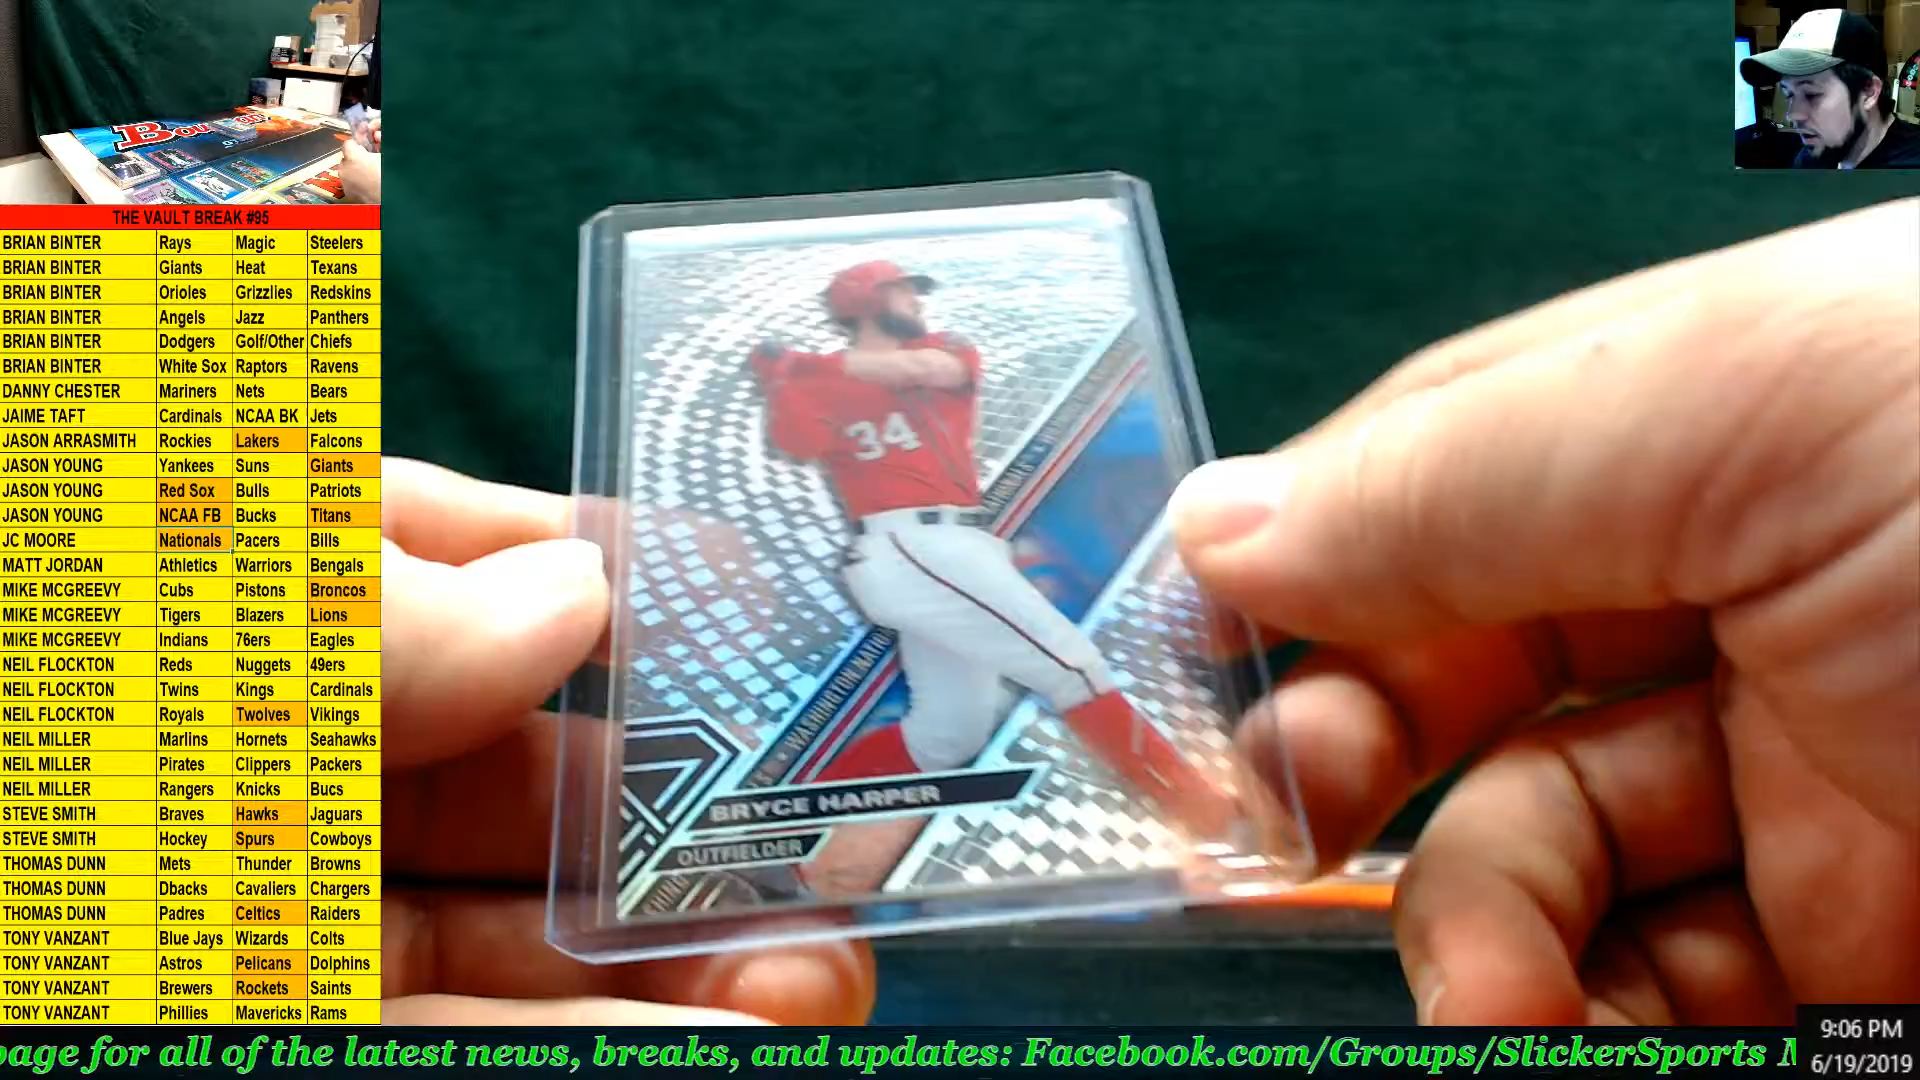 THE VAULT BREAK #95
BRIAN BINTER Rays Magic Steelers
BRIAN BINTER Giants Heat Texans
BRIAN BINTER Orioles Grizzlies Redskins
BRIAN BINTER Angels Jazz Panthers
BRIAN BINTER Dodgers Golf/Other Chiefs
BRIAN BINTER White Sox Raptors Ravens
DANNY CHESTER Mariners Nets Bears
JAIME TAFT Cardinals NCAA BK Jets
JASON ARRASMITH Rockies Lakers Falcons
JASON YOUNG Yankees Suns Giants
JASON YOUNG Red Sox Bulls Patriots
JASON YOUNG NCAA FB Bucks Titans
JC MOORE Nationals Pacers Bills
MATT JORDAN Athletics Warriors Bengals
MIKE MCGREEVY Cubs Pistons Broncos
MIKE MCGREEVY Tigers Blazers Lions
MIKE MCGREEVY Indians 76ers Eagles
NEIL FLOCKTON Reds Nuggets 49ers
NEIL FLOCKTON Twins Kings Cardinals
NEIL FLOCKTON Royals Twolves Vikings
NEIL MILLER Marlins Hornets Seahawks
NEIL MILLER Pirates Clippers Packers
NEIL MILLER Rangers Knicks Bucs
STEVE SMITH Braves Hawks Jaguars
STEVE SMITH Hockey Spurs Cowboys
THOMAS DUNN Mets Thunder Browns
THOMAS DUNN Dbacks Cavaliers Chargers
THOMAS DUNN Padres Celtics Raiders
TONY VANZANT Blue Jays Wizards Colts
TONY VANZANT Astros Pelicans Dolphins
TONY VANZANT Brewers Rockets Saints
TONY VANZANT Phillies Mavericks Rams
34
WASHINGTON NATIO
BRYCE HARPER
OUTFIELDER
page for all of the latest news, breaks, and updates: Facebook.com/Groups/SlickerSports
9:06 PM
6/19/2019